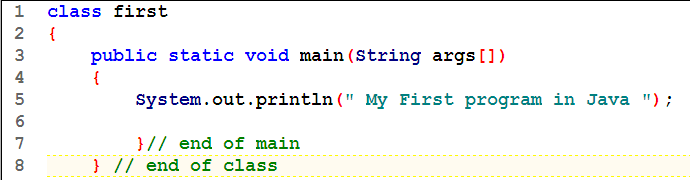 1 class first
2 {
3     public static void main(String args[])
4     {
5         System.out.println(" My First program in Java ");
6
7         }// end of main
8     } // end of class